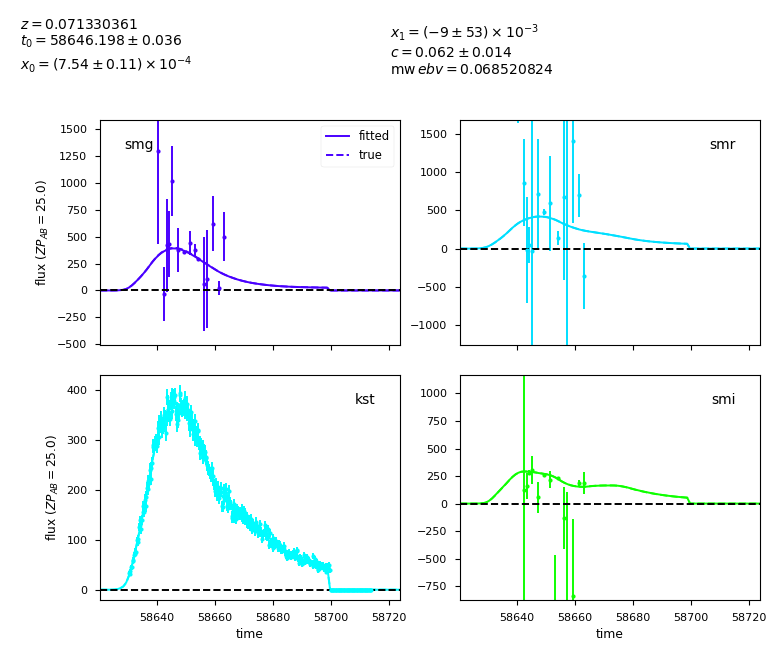 z = 0.071330361
t₀ = 58646.198 ± 0.036
x₀ = (7.54 ± 0.11) × 10⁻⁴
x₁ = (−9 ± 53) × 10⁻³
c = 0.062 ± 0.014
mw ebv = 0.068520824
smg
fitted
true
flux (ZP_AB = 25.0)
1500
1250
1000
750
500
250
0
−250
−500
smr
1500
1000
500
0
−500
−1000
kst
flux (ZP_AB = 25.0)
400
300
200
100
0
58640 58660 58680 58700 58720
time
smi
1000
750
500
250
0
−250
−500
−750
58640 58660 58680 58700 58720
time